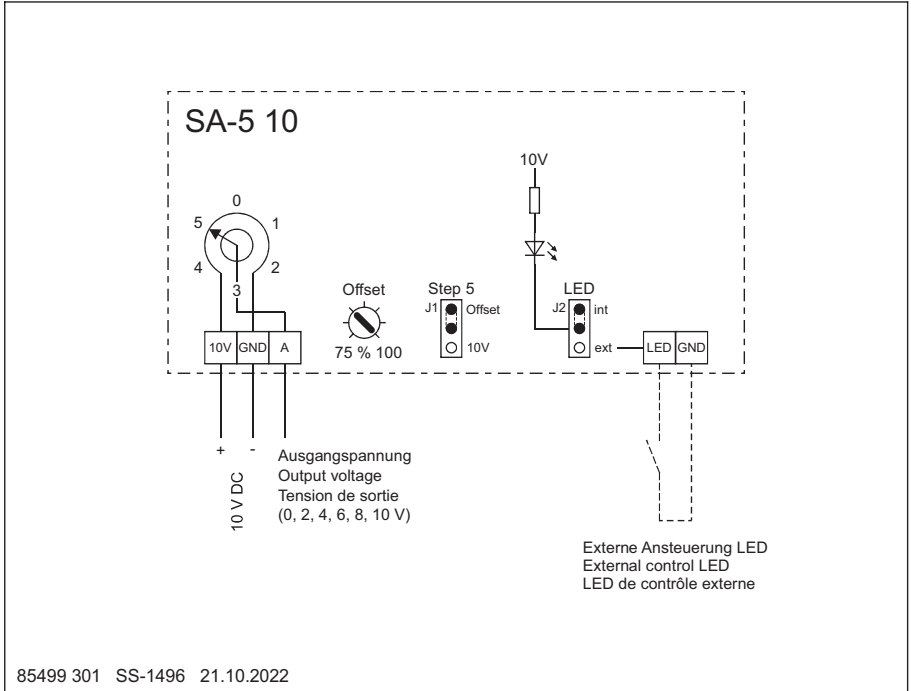 SA-5 10
0
5
1
4
2
3
10V
Offset
75 % 100
Step 5
J1
Offset
10V
LED
J2
int
ext
10V
GND
A
LED
GND
+
-
10 V DC
Ausgangspannung
Output voltage
Tension de sortie
(0, 2, 4, 6, 8, 10 V)
Externe Ansteuerung LED
External control LED
LED de contrôle externe
85499 301 SS-1496 21.10.2022